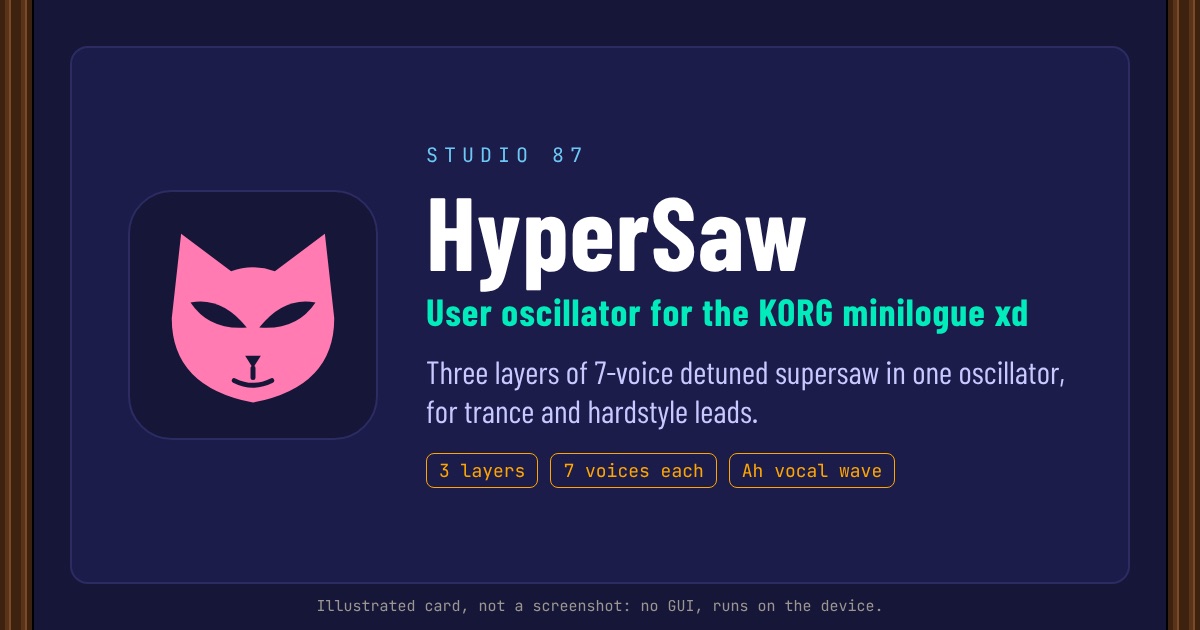 STUDIO 87
HyperSaw
User oscillator for the KORG minilogue xd
Three layers of 7-voice detuned supersaw in one oscillator,
for trance and hardstyle leads.
3 layers
7 voices each
Ah vocal wave
Illustrated card, not a screenshot: no GUI, runs on the device.